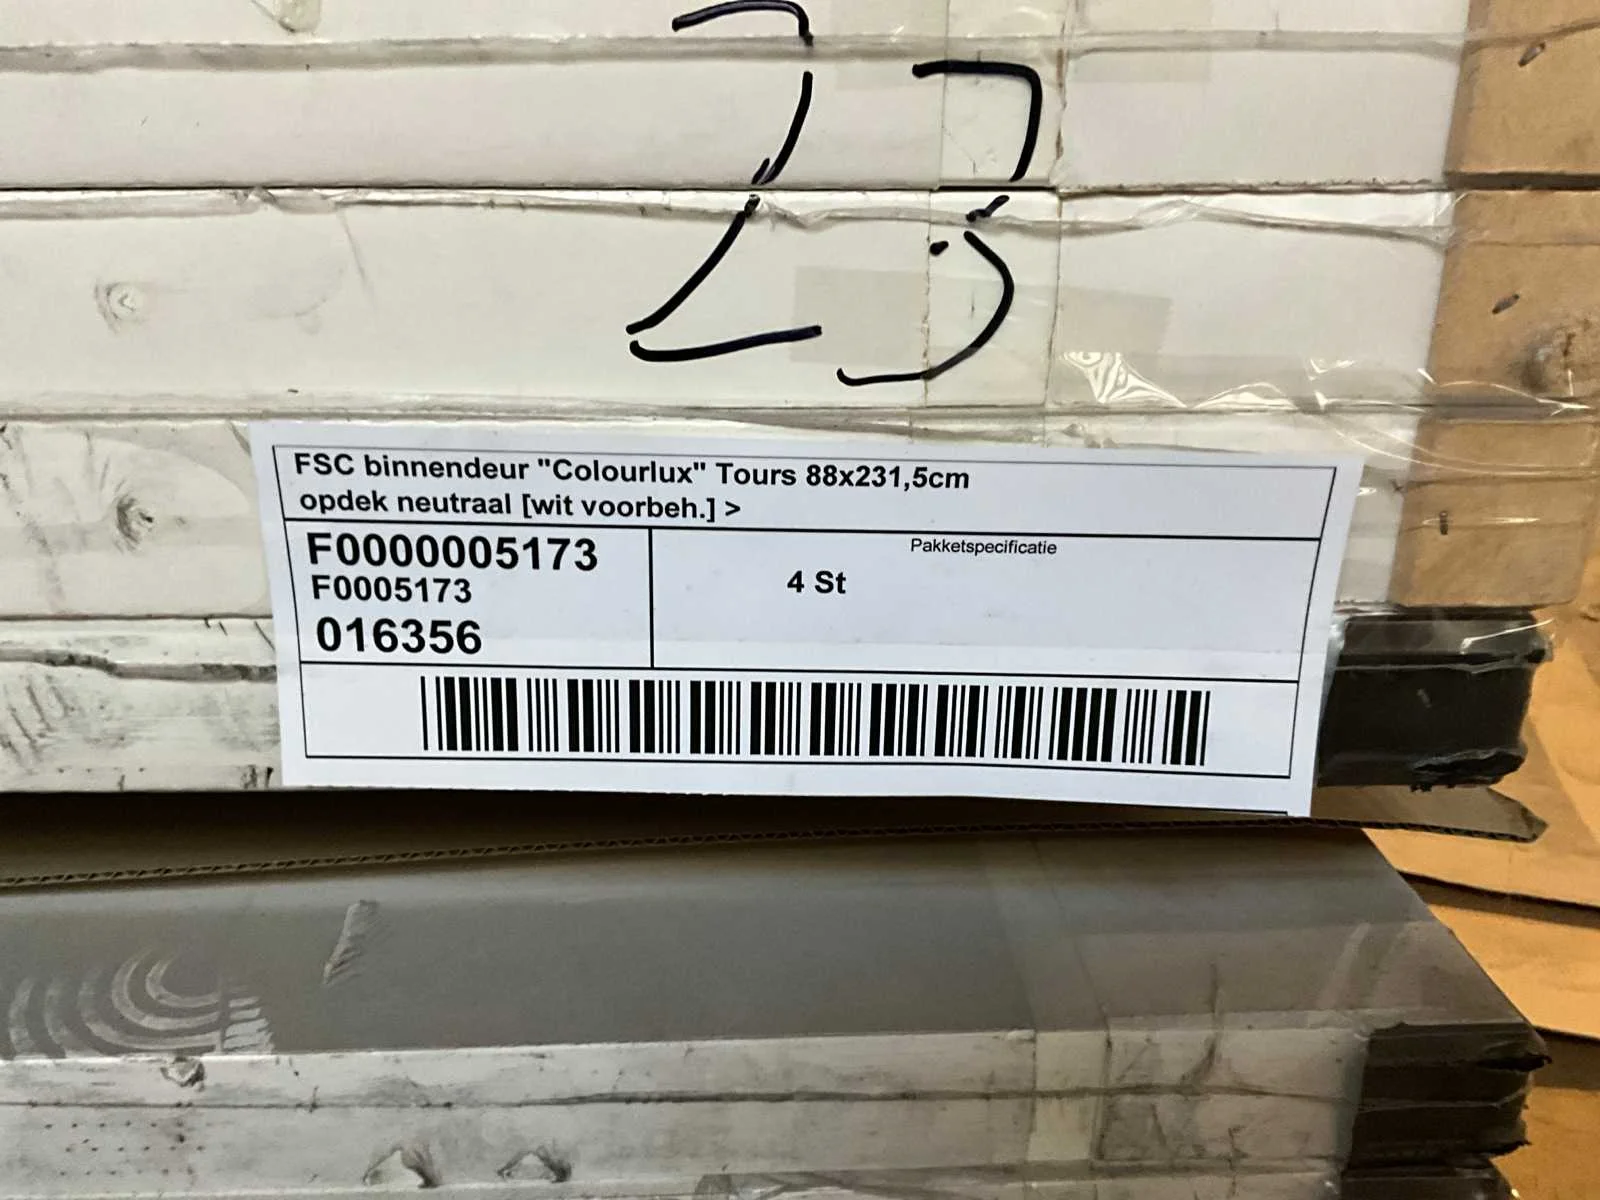 23
FSC binnendeur "Colourlux" Tours 88x231,5cm
opdek neutraal [wit voorbeh.] >
F0000005173
F0005173
016356
Pakketspecificatie
4 St